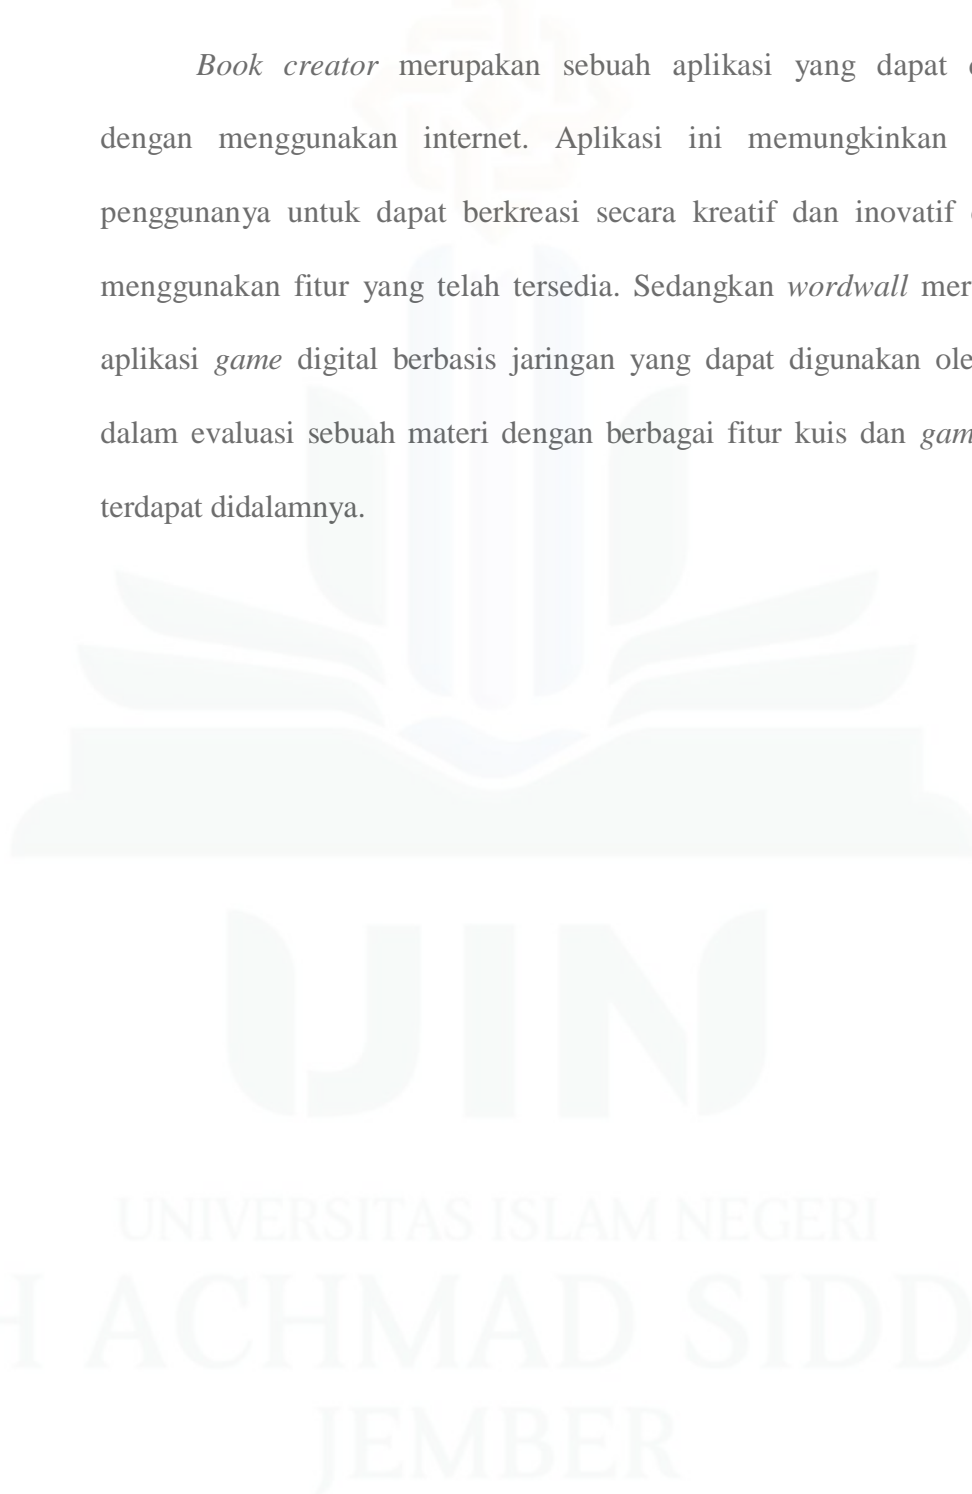 Book creator merupakan sebuah aplikasi yang dapat
dengan menggunakan internet. Aplikasi ini memungkinkan
penggunanya untuk dapat berkreasi secara kreatif dan inovatif
menggunakan fitur yang telah tersedia. Sedangkan wordwall mer
aplikasi game digital berbasis jaringan yang dapat digunakan ole
dalam evaluasi sebuah materi dengan berbagai fitur kuis dan gam
terdapat didalamnya.
UIN
UNIVERSITAS ISLAM NEGERI
H ACHMAD SIDD
JEMBER